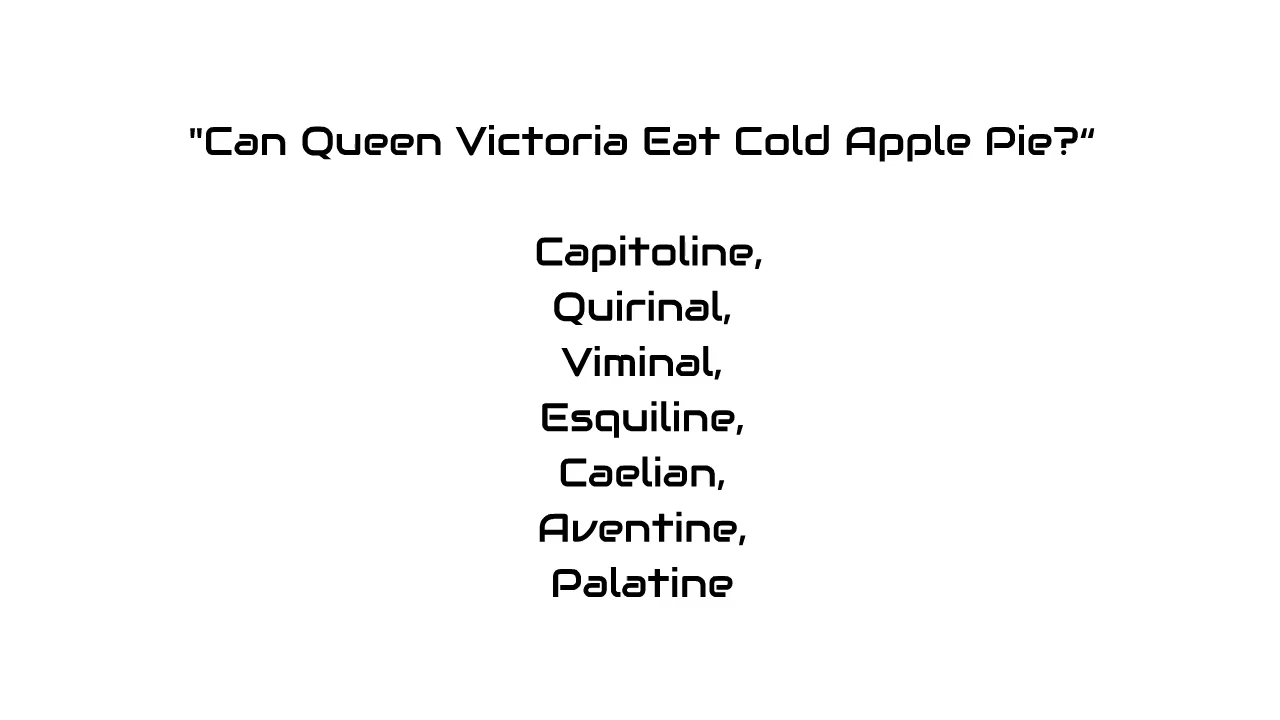 "Can Queen Victoria Eat Cold Apple Pie?“
Capitoline,
Quirinal,
Viminal,
Esquiline,
Caelian,
Aventine,
Palatine